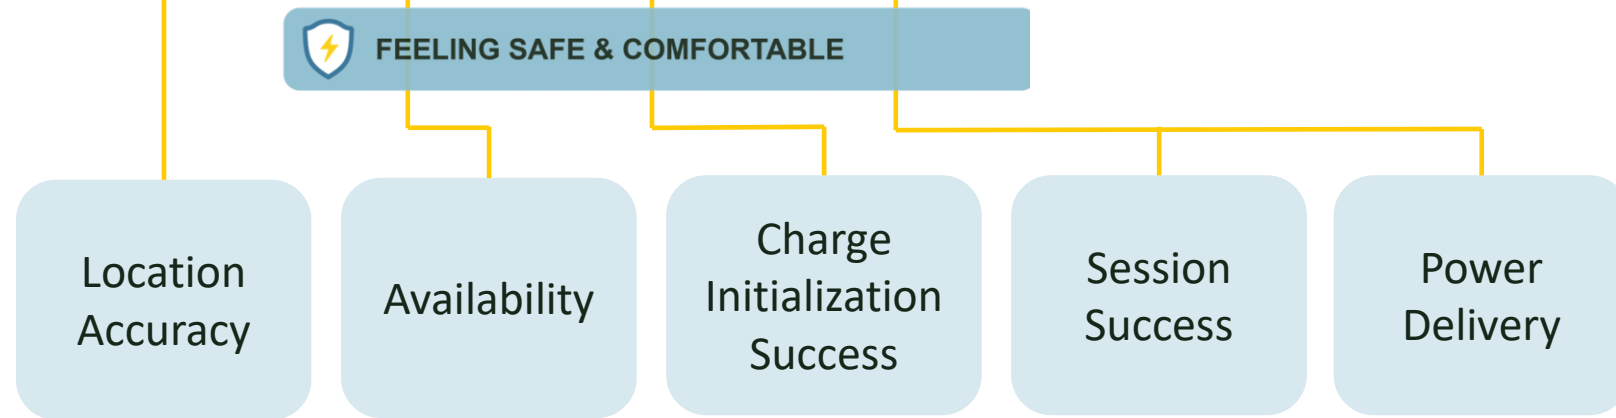 FEELING SAFE & COMFORTABLE
Location
Accuracy
Availability
Charge
Initialization
Success
Session
Success
Power
Delivery